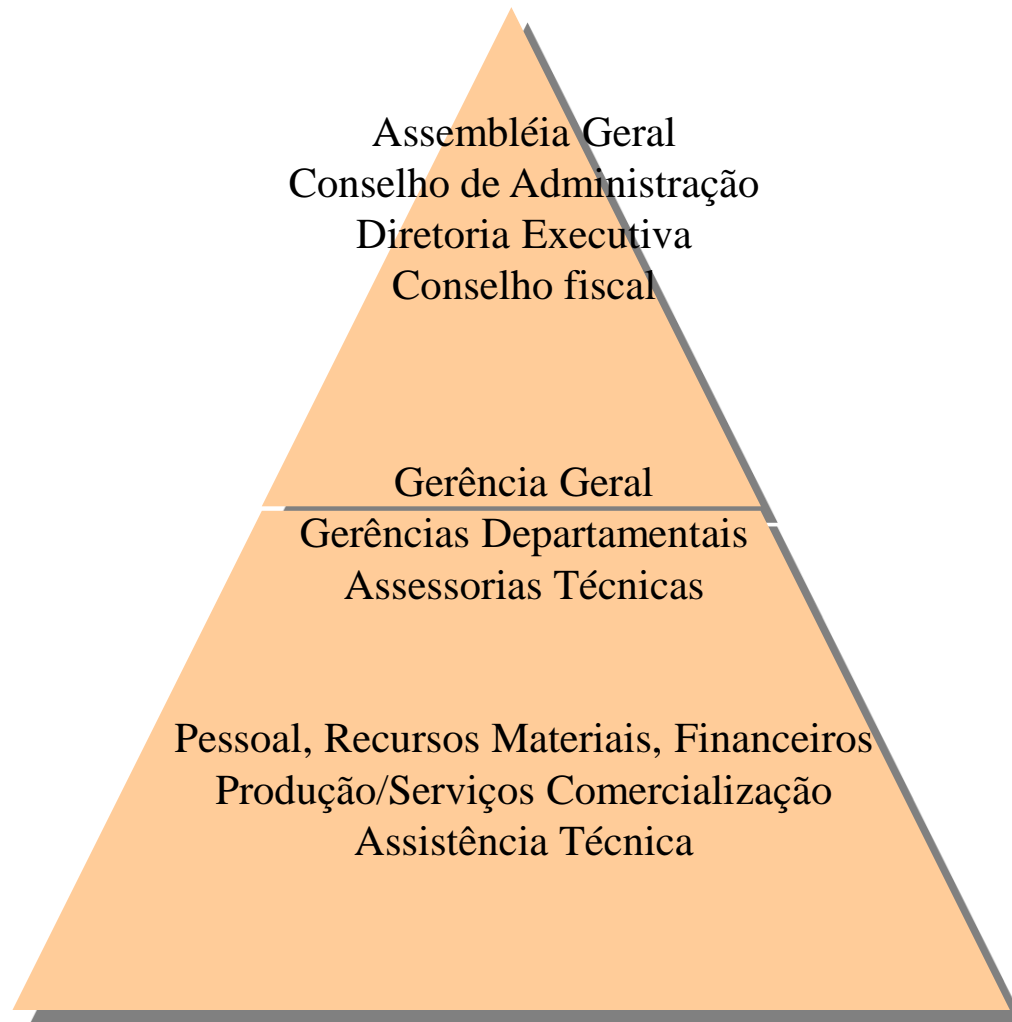 Assembléia Geral
Conselho de Administração
Diretoria Executiva
Conselho fiscal
Gerência Geral
Gerências Departamentais
Assessorias Técnicas
Pessoal, Recursos Materiais, Financeiros
Produção/Serviços Comercialização
Assistência Técnica